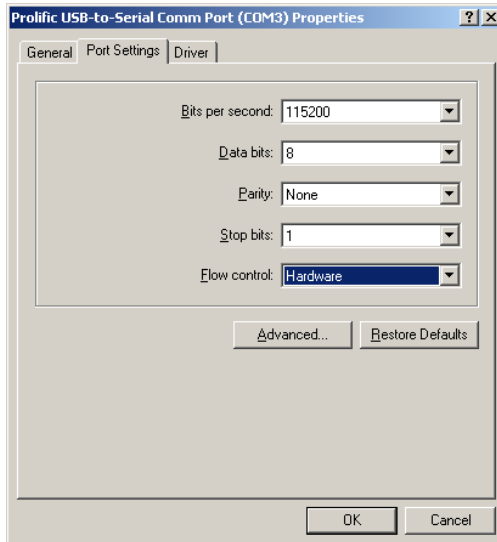 Prolific USB-to-Serial Comm Port (COM3) Properties
General Port Settings Driver
Bits per second: 115200
Data bits: 8
Parity: None
Stop bits: 1
Flow control: Hardware
Advanced... Restore Defaults
OK Cancel